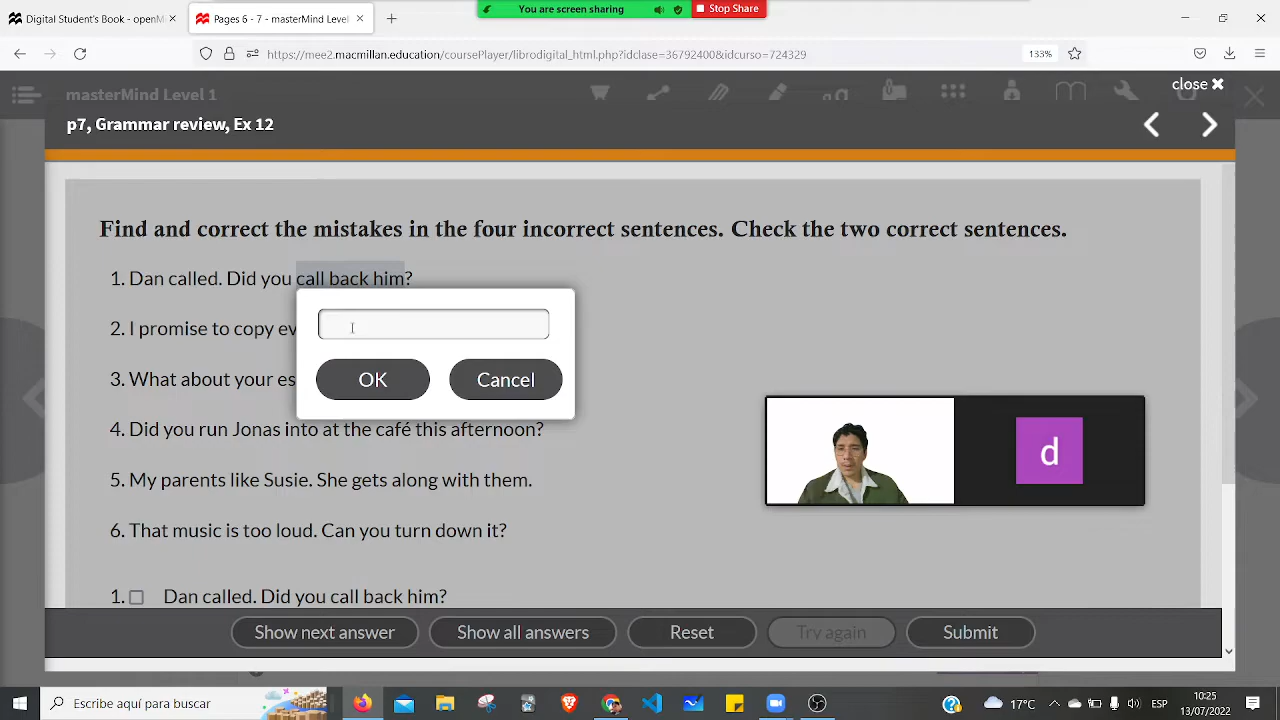 Digital Student's Book - openM
Pages 6 - 7 - masterMind Level
You are screen sharing
Stop Share
https://mee2.macmillan.education/coursePlayer/librodigital_html.php?idclase=36792400&idcurso=724329
133%
masterMind Level 1
close
p7, Grammar review, Ex 12
Find and correct the mistakes in the four incorrect sentences. Check the two correct sentences.
1. Dan called. Did you call back him?
2. I promise to copy ev
3. What about your es
OK
Cancel
4. Did you run Jonas into at the café this afternoon?
5. My parents like Susie. She gets along with them.
6. That music is too loud. Can you turn down it?
d
1. Dan called. Did you call back him?
Show next answer
Show all answers
Reset
Try again
Submit
Escribe aquí para buscar
17°C
ESP
10:25
13/07/2022